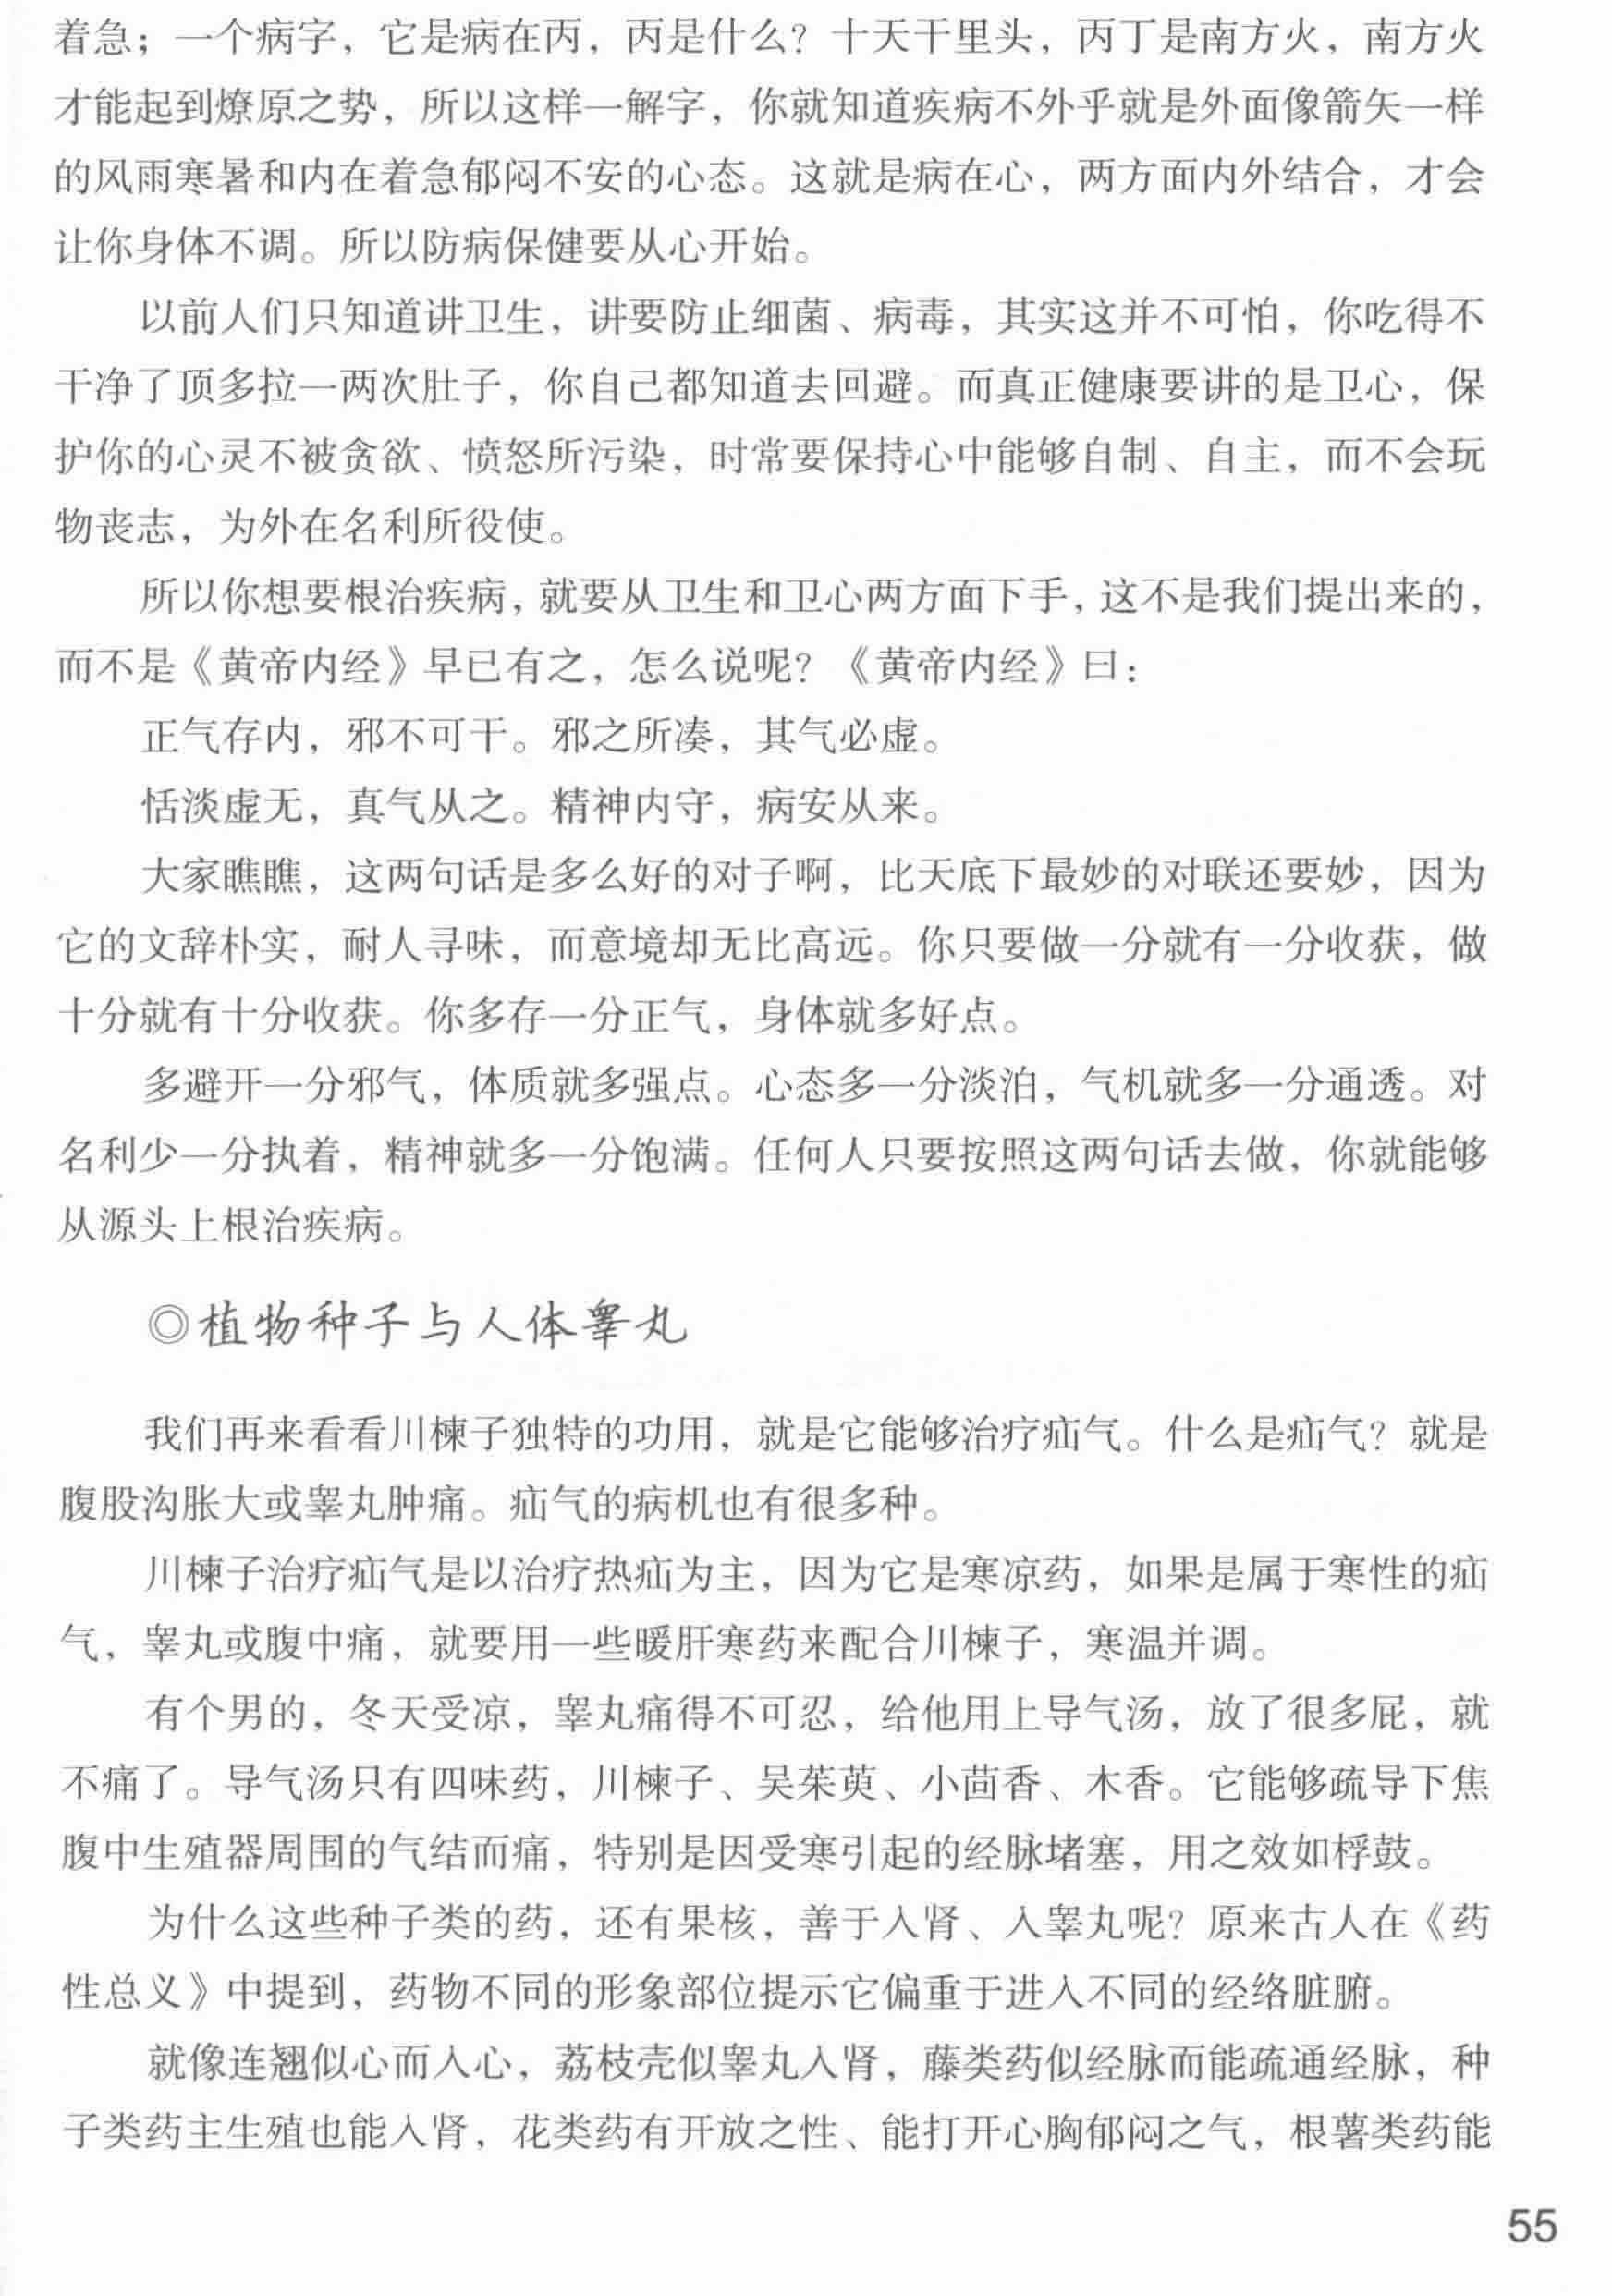 着急；一个病字，它是病在丙，丙是什么？十天干里头，丙丁是南方火，南方火
才能起到燎原之势，所以这样一解字，你就知道疾病不外乎就是外面像箭矢一样
的风雨寒暑和内在着急郁闷不安的心态。这就是病在心，两方面内外结合，才会
让你身体不调。所以防病保健要从心开始。
以前人们只知道讲卫生，讲要防止细菌、病毒，其实这并不可怕，你吃得不
干净了顶多拉一两次肚子，你自己都知道去回避。而真正健康要讲的是卫心，保
护你的心灵不被贪欲、愤怒所污染，时常要保持心中能够自制、自主，而不会玩
物丧志，为外在名利所役使。
所以你想要根治疾病，就要从卫生和卫心两方面下手，这不是我们提出来的，
而不是《黄帝内经》早已有之，怎么说呢？《黄帝内经》曰：
正气存内，邪不可干。邪之所凑，其气必虚。
恬淡虚无，真气从之。精神内守，病安从来。
大家瞧瞧，这两句话是多么好的对子啊，比天底下最妙的对联还要妙，因为
它的文辞朴实，耐人寻味，而意境却无比高远。你只要做一分就有一分收获，做
十分就有十分收获。你多存一分正气，身体就多好点。
多避开一分邪气，体质就多强点。心态多一分淡泊，气机就多一分通透。对
名利少一分执着，精神就多一分饱满。任何人只要按照这两句话去做，你就能够
从源头上根治疾病。
◎植物种子与人体睾丸
我们再来看看川楝子独特的功用，就是它能够治疗疝气。什么是疝气？就是
腹股沟胀大或睾丸肿痛。疝气的病机也有很多种。
川楝子治疗疝气是以治疗热疝为主，因为它是寒凉药，如果是属于寒性的疝
气，睾丸或腹中痛，就要用一些暖肝寒药来配合川楝子，寒温并调。
有个男的，冬天受凉，睾丸痛得不可忍，给他用上导气汤，放了很多屁，就
不痛了。导气汤只有四味药，川楝子、吴茱萸、小茴香、木香。它能够疏导下焦
腹中生殖器周围的气结而痛，特别是因受寒引起的经脉堵塞，用之效如桴鼓。
为什么这些种子类的药，还有果核，善于入肾、入睾丸呢？原来古人在《药
性总义》中提到，药物不同的形象部位提示它偏重于进入不同的经络脏腑。
就像连翘似心而入心，荔枝壳似睾丸入肾，藤类药似经脉而能疏通经脉，种
子类药主生殖也能入肾，花类药有开放之性、能打开心胸郁闷之气，根薯类药能
55